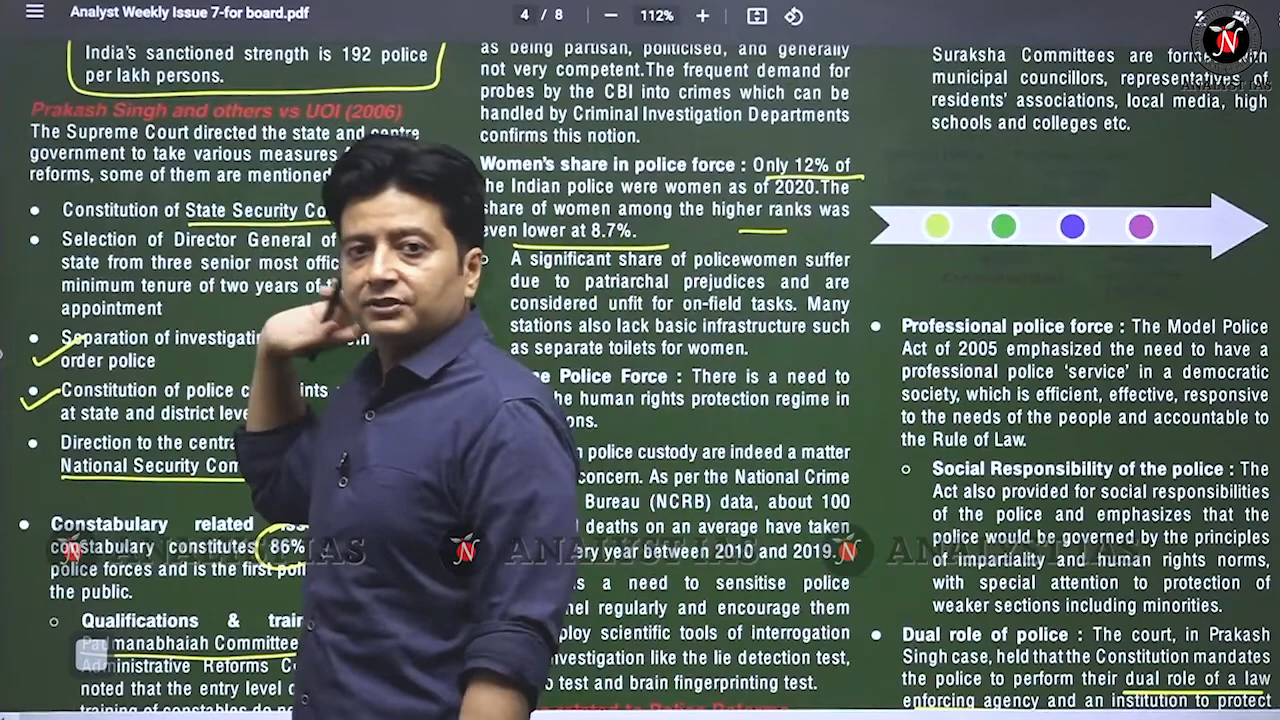 Analyst Weekly Issue 7-for board.pdf
4 / 8
112%
India's sanctioned strength is 192 police
per lakh persons.
Prakash Singh and others vs UOI (2006)
The Supreme Court directed the state and centre
government to take various measures
reforms, some of them are mentioned
• Constitution of State Security
• Selection of Director General of
state from three senior most
minimum tenure of two years of
appointment
• Separation of
order police
• Constitution of police
at state and district
• Direction to the
National Security
• Constabulary related
constabulary constitutes 86%
police forces and is the first
the public.
Qualifications &
Padmanabhaiah Committee
Administrative Reforms
noted that the entry level
training of constables do
as being partisan, politicised, and generally
not very competent.The frequent demand for
probes by the CBI into crimes which can be
handled by Criminal Investigation Departments
confirms this notion.
Women's share in police force : Only 12% of
the Indian police were women as of 2020.The
share of women among the higher ranks was
even lower at 8.7%.
A significant share of policewomen suffer
due to patriarchal prejudices and are
considered unfit for on-field tasks. Many
stations also lack basic infrastructure such
as separate toilets for women.
Police Force : There is a need to
the human rights protection regime in
police custody are indeed a matter
concern. As per the National Crime
Bureau (NCRB) data, about 100
deaths on an average have taken
between 2010 and 2019.
a need to sensitise police
regularly and encourage them
scientific tools of interrogation
like the lie detection test,
test and brain fingerprinting test.
related to Police Reforms
Suraksha Committees are
municipal councillors, representatives of
residents' associations, local media, high
schools and colleges etc.
• Professional police force : The Model Police
Act of 2005 emphasized the need to have a
professional police 'service' in a democratic
society, which is efficient, effective, responsive
to the needs of the people and accountable to
the Rule of Law.
Social Responsibility of the police : The
Act also provided for social responsibilities
of the police and emphasizes that the
police would be governed by the principles
of impartiality and human rights norms,
with special attention to protection of
weaker sections including minorities.
• Dual role of police : The court, in Prakash
Singh case, held that the Constitution mandates
the police to perform their dual role of a law
enforcing agency and an institution to protect
ANALYST IAS
ANALYST IAS
ANALYST IAS
ANALYST IAS